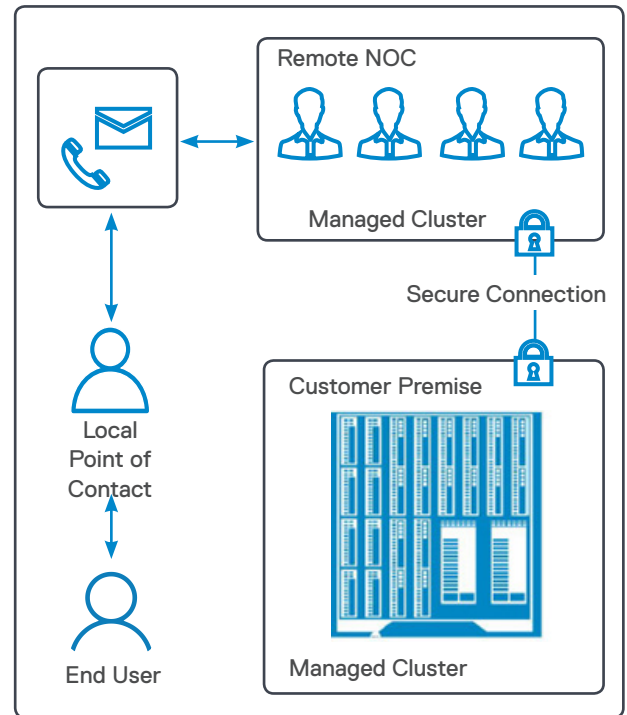 Remote NOC
Managed Cluster
Secure Connection
Customer Premise
Local
Point of
Contact
End User
Managed Cluster